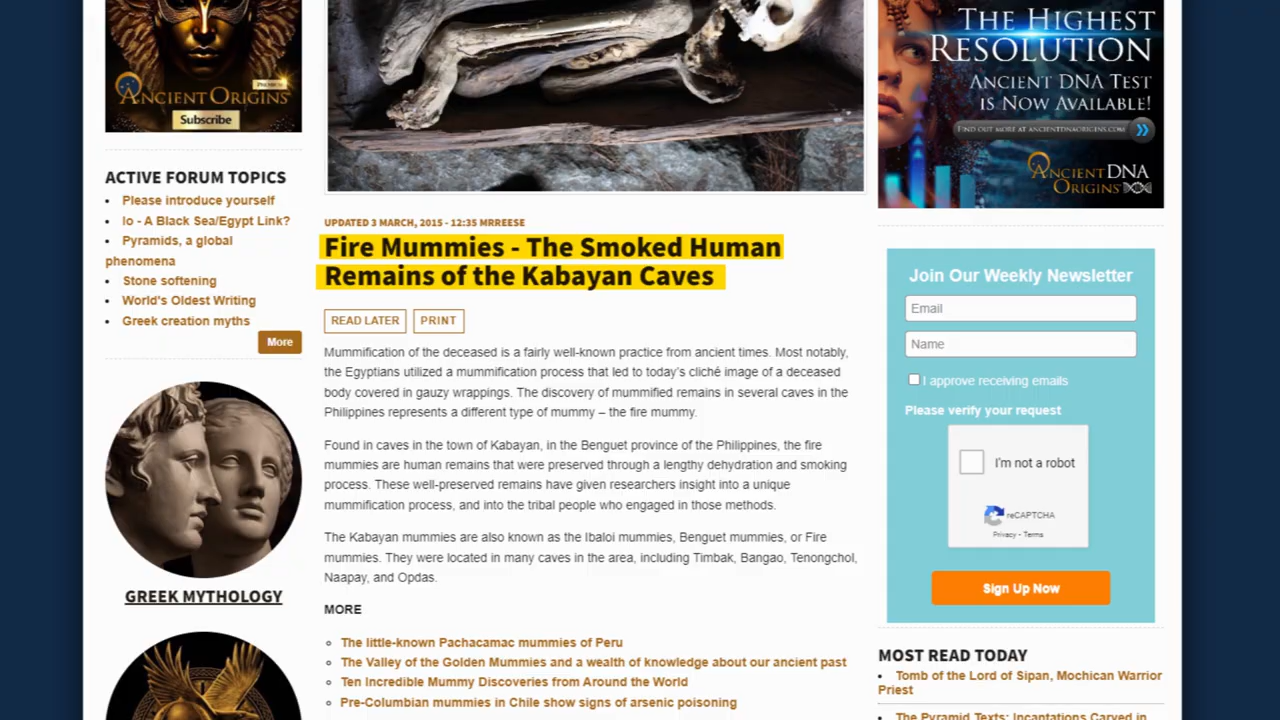 ANCIENT ORIGINS
PREMIUM
Subscribe
ACTIVE FORUM TOPICS
Please introduce yourself
Io - A Black Sea/Egypt Link?
Pyramids, a global
phenomena
Stone softening
World's Oldest Writing
Greek creation myths
More
GREEK MYTHOLOGY
UPDATED 3 MARCH, 2015 - 12:35 MRREESE
Fire Mummies - The Smoked Human
Remains of the Kabayan Caves
READ LATER PRINT
Mummification of the deceased is a fairly well-known practice from ancient times. Most notably,
the Egyptians utilized a mummification process that led to today's cliché image of a deceased
body covered in gauzy wrappings. The discovery of mummified remains in several caves in the
Philippines represents a different type of mummy – the fire mummy.
Found in caves in the town of Kabayan, in the Benguet province of the Philippines, the fire
mummies are human remains that were preserved through a lengthy dehydration and smoking
process. These well-preserved remains have given researchers insight into a unique
mummification process, and into the tribal people who engaged in those methods.
The Kabayan mummies are also known as the Ibaloi mummies, Benguet mummies, or Fire
mummies. They were located in many caves in the area, including Timbak, Bangao, Tenongchol,
Naapay, and Opdas.
MORE
The little-known Pachacamac mummies of Peru
The Valley of the Golden Mummies and a wealth of knowledge about our ancient past
Ten Incredible Mummy Discoveries from Around the World
Pre-Columbian mummies in Chile show signs of arsenic poisoning
THE HIGHEST
RESOLUTION
ANCIENT DNA TEST
IS NOW AVAILABLE!
FIND OUT MORE AT ANCIENTDNAORIGINS.COM
ANCIENT DNA
ORIGINS
Join Our Weekly Newsletter
Email
Name
I approve receiving emails
Please verify your request
I'm not a robot
reCAPTCHA
Privacy - Terms
Sign Up Now
MOST READ TODAY
Tomb of the Lord of Sipan, Mochican Warrior
Priest
The Pyramid Texts: Incantations Carved in